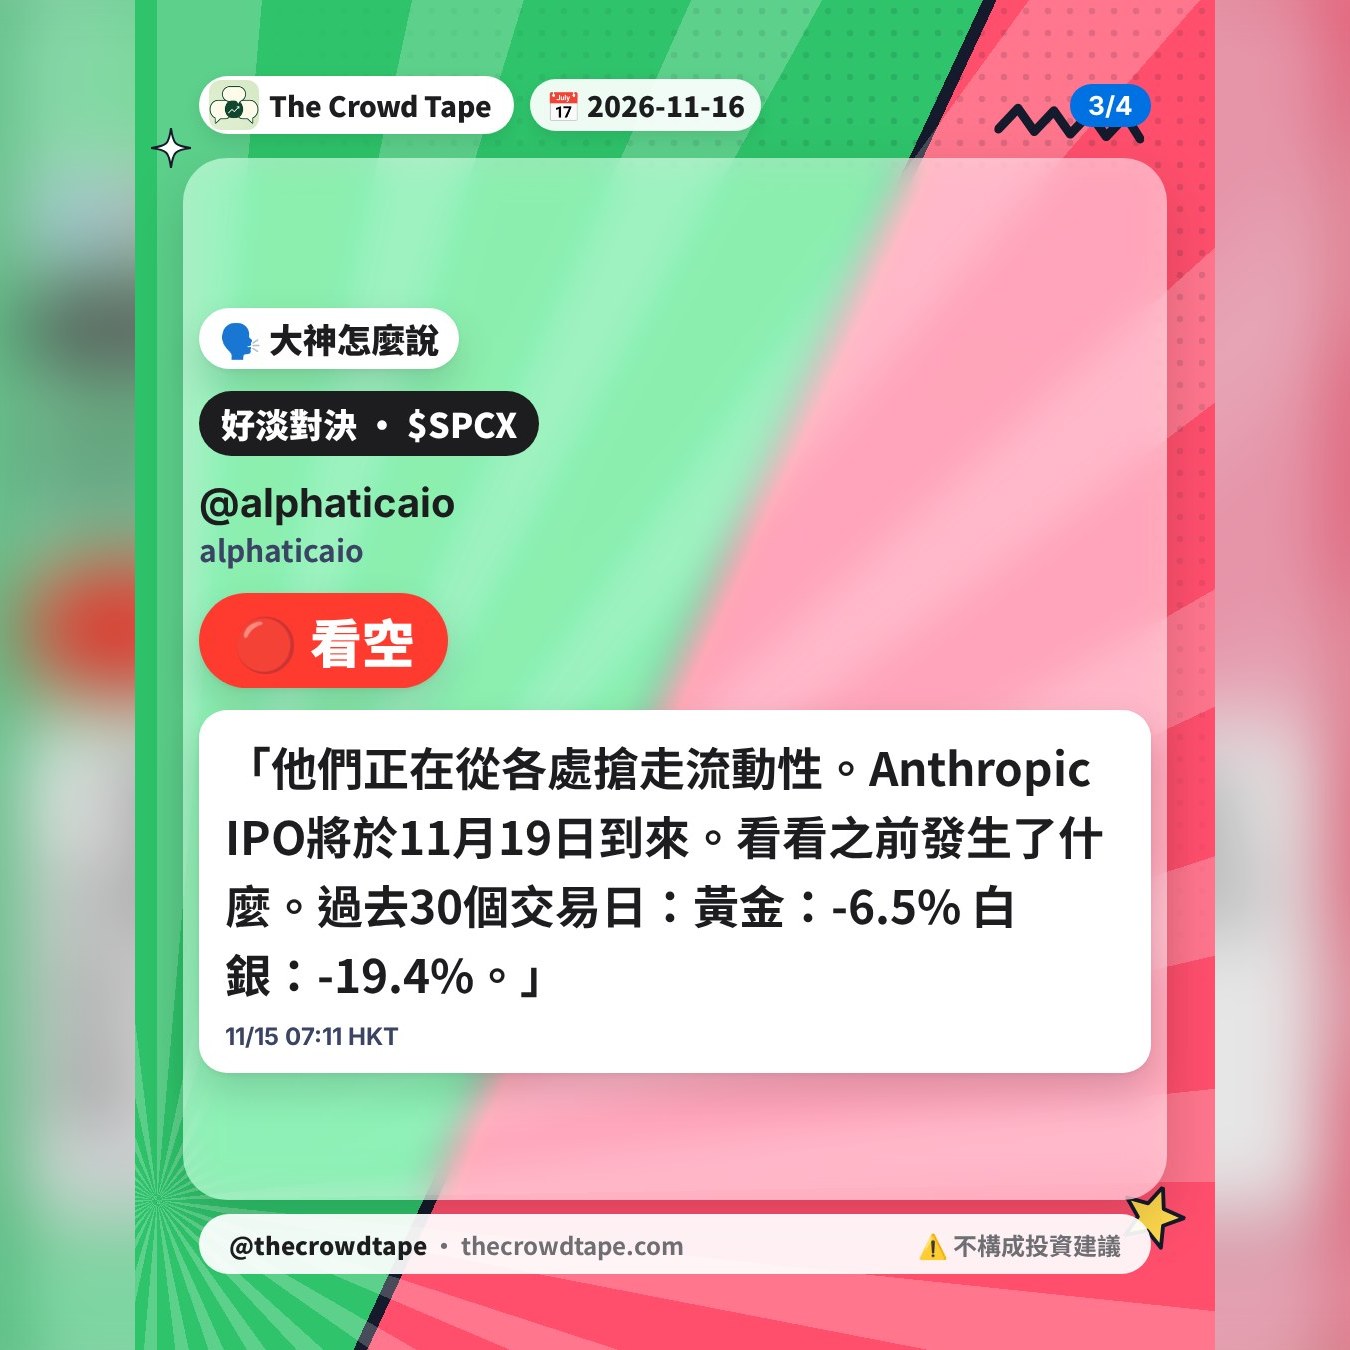 The Crowd Tape
2026-11-16
3/4
大神怎麼說
好淡對決 · $SPCX
@alphaticaio
alphaticaio
看空
「他們正在從各處搶走流動性。Anthropic
IPO將於11月19日到來。看看之前發生了什
麼。過去30個交易日：黃金：-6.5% 白
銀：-19.4%。」
11/15 07:11 HKT
@thecrowdtape · thecrowdtape.com
不構成投資建議